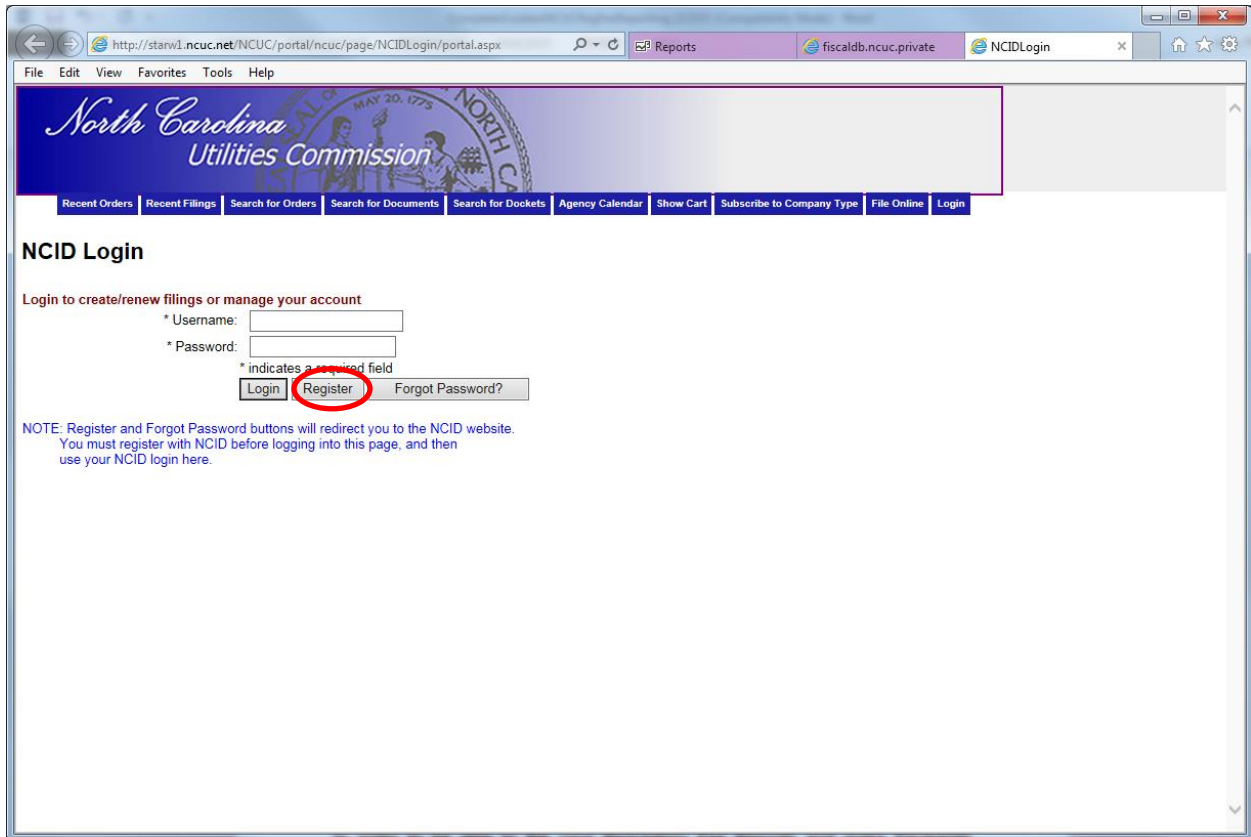 http://starw1.ncuc.net/NCUC/portal/ncuc/page/NCIDLogin/portal.aspx
Reports
fiscaldb.ncuc.private
NCIDLogin
File Edit View Favorites Tools Help
North Carolina
Utilities Commission
MAY 20, 1775
Recent Orders Recent Filings Search for Orders Search for Documents Search for Dockets Agency Calendar Show Cart Subscribe to Company Type File Online Login
NCID Login
Login to create/renew filings or manage your account
* Username:
* Password:
* indicates a required field
Login Register Forgot Password?
NOTE: Register and Forgot Password buttons will redirect you to the NCID website.
You must register with NCID before logging into this page, and then
use your NCID login here.